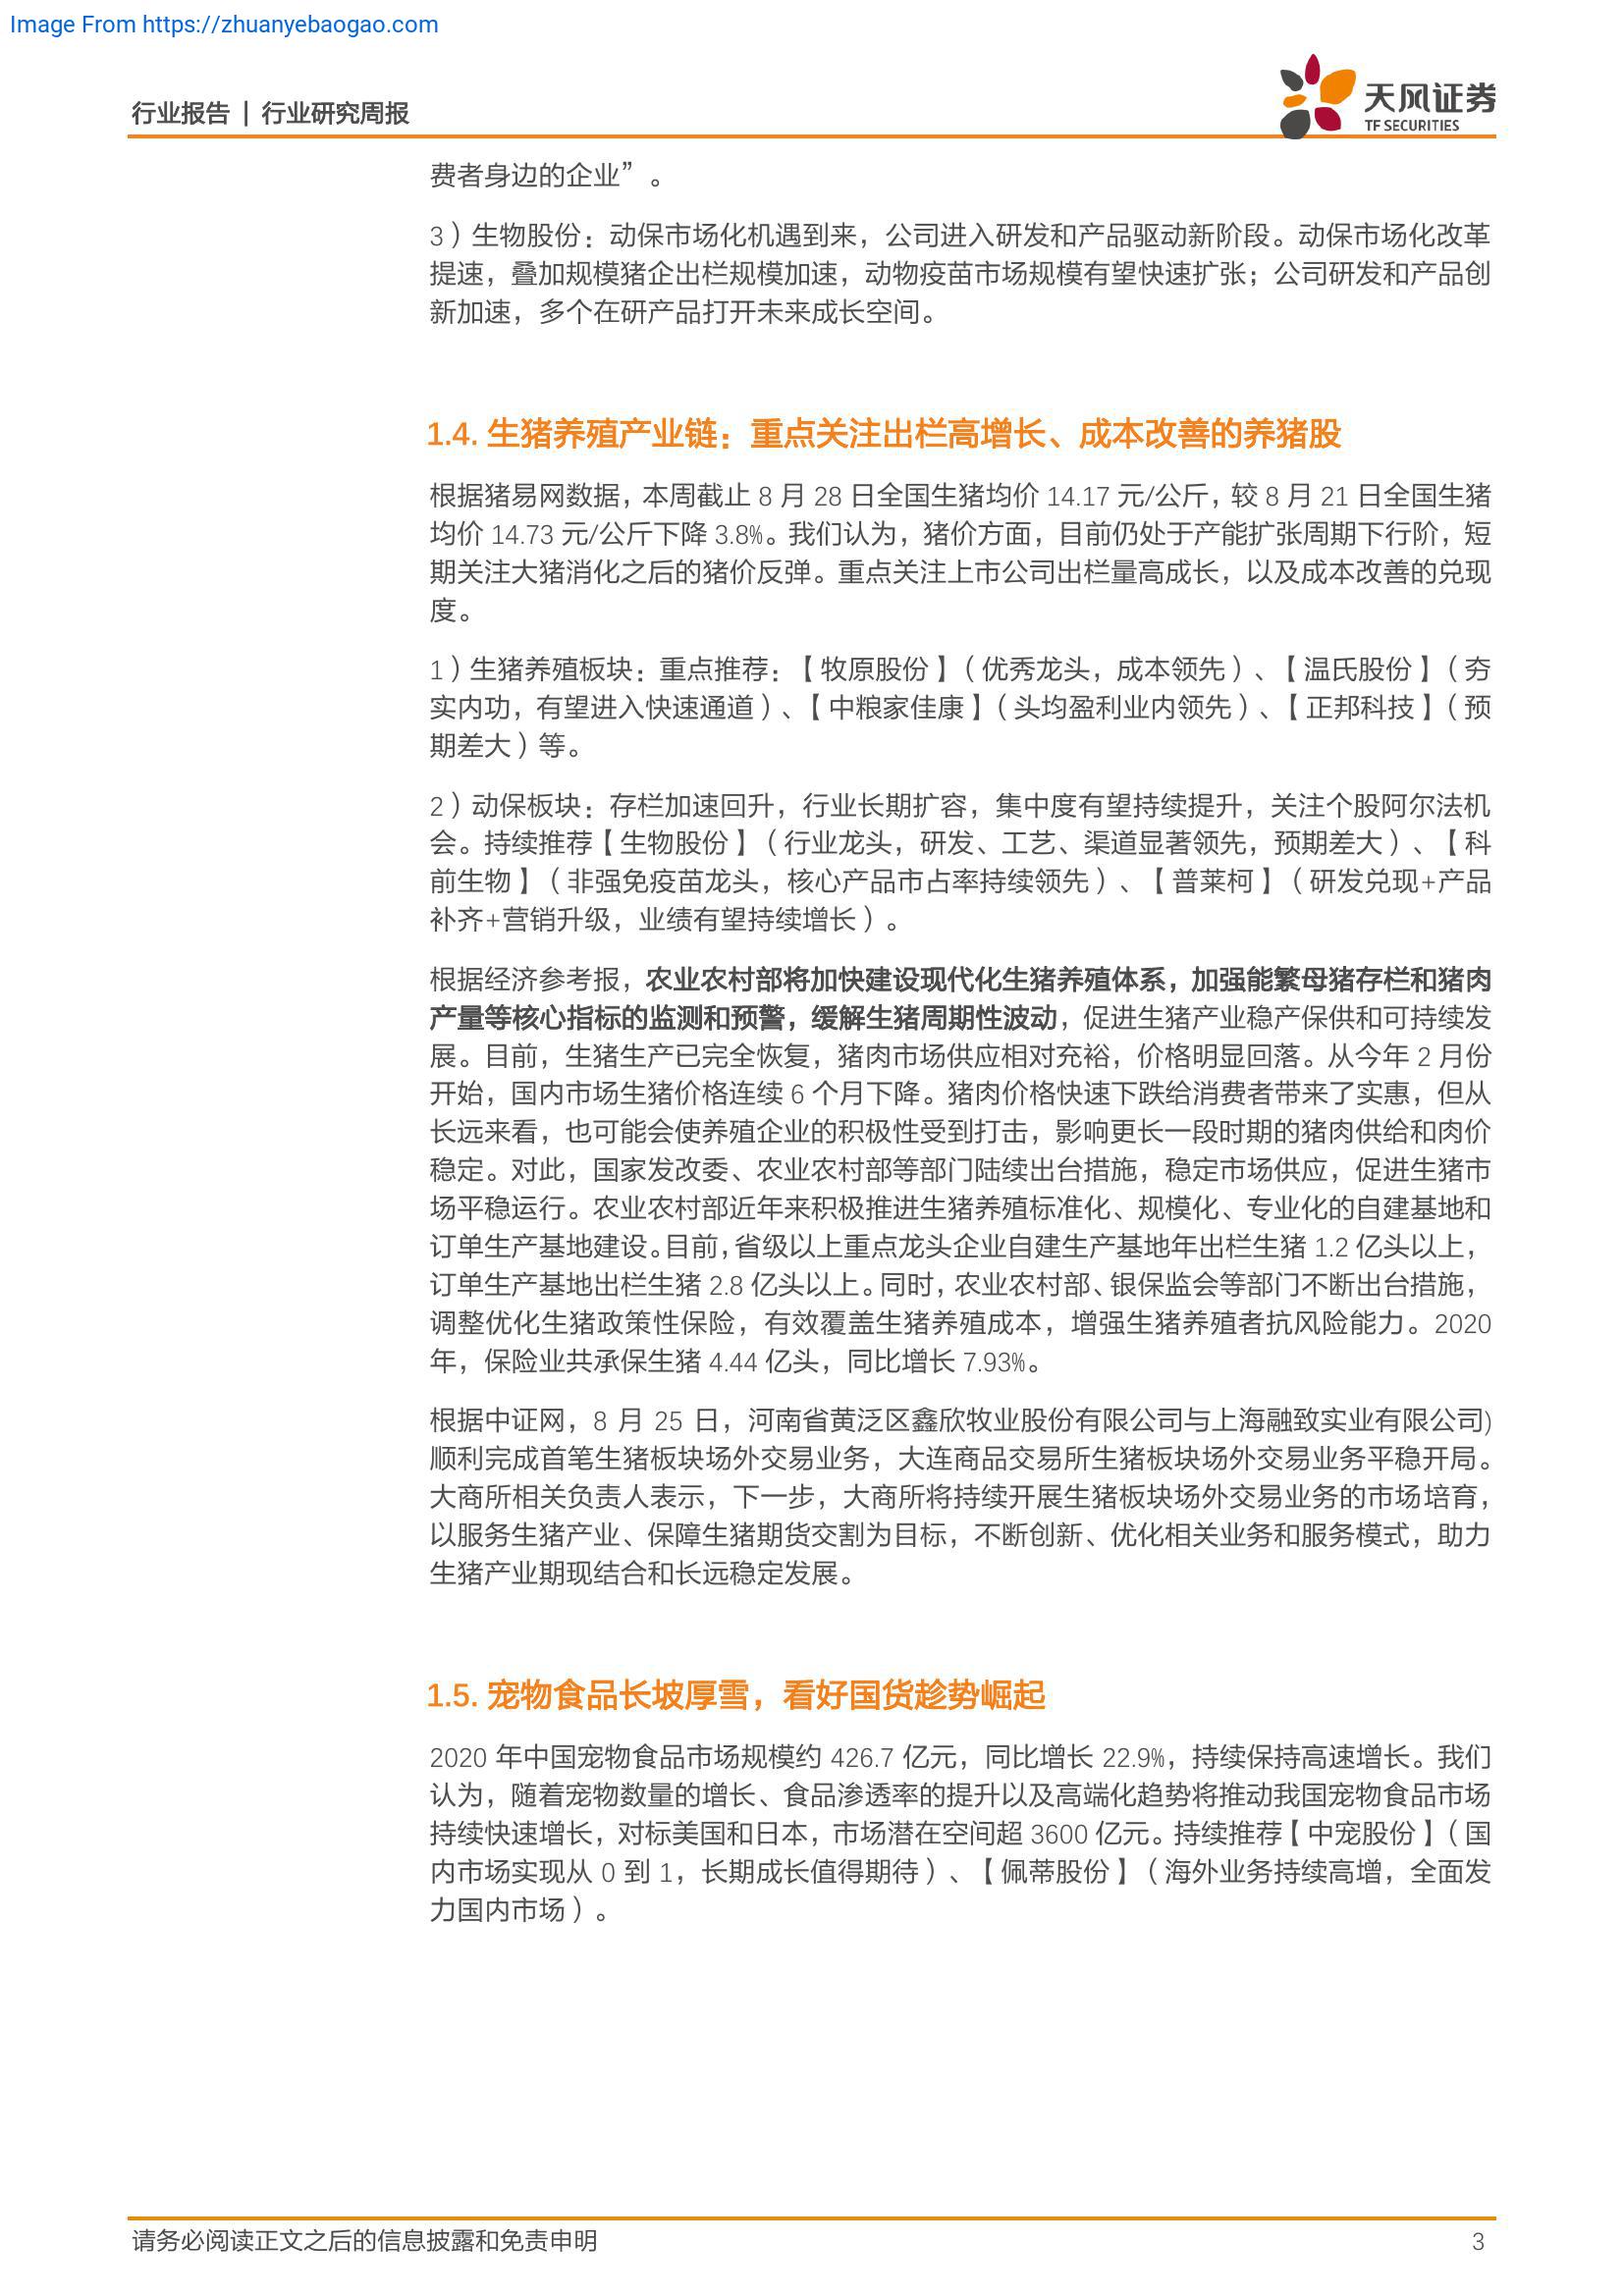 Image From https://zhuanyebaogao.com
行业报告 | 行业研究周报
天风证券
TF SECURITIES
费者身边的企业”。
3）生物股份：动保市场化机遇到来，公司进入研发和产品驱动新阶段。动保市场化改革
提速，叠加规模猪企出栏规模加速，动物疫苗市场规模有望快速扩张；公司研发和产品创
新加速，多个在研产品打开未来成长空间。
1.4. 生猪养殖产业链：重点关注出栏高增长、成本改善的养猪股
根据猪易网数据，本周截止 8 月 28 日全国生猪均价 14.17 元/公斤，较 8 月 21 日全国生猪
均价 14.73 元/公斤下降 3.8%。我们认为，猪价方面，目前仍处于产能扩张周期下行阶，短
期关注大猪消化之后的猪价反弹。重点关注上市公司出栏量高成长，以及成本改善的兑现
度。
1）生猪养殖板块：重点推荐：【牧原股份】（优秀龙头，成本领先）、【温氏股份】（夯
实内功，有望进入快速通道）、【中粮家佳康】（头均盈利业内领先）、【正邦科技】（预
期差大）等。
2）动保板块：存栏加速回升，行业长期扩容，集中度有望持续提升，关注个股阿尔法机
会。持续推荐【生物股份】（行业龙头，研发、工艺、渠道显著领先，预期差大）、【科
前生物】（非强免疫苗龙头，核心产品市占率持续领先）、【普莱柯】（研发兑现+产品
补齐+营销升级，业绩有望持续增长）。
根据经济参考报，农业农村部将加快建设现代化生猪养殖体系，加强能繁母猪存栏和猪肉
产量等核心指标的监测和预警，缓解生猪周期性波动，促进生猪产业稳产保供和可持续发
展。目前，生猪生产已完全恢复，猪肉市场供应相对充裕，价格明显回落。从今年 2 月份
开始，国内市场生猪价格连续 6 个月下降。猪肉价格快速下跌给消费者带来了实惠，但从
长远来看，也可能会使养殖企业的积极性受到打击，影响更长一段时期的猪肉供给和肉价
稳定。对此，国家发改委、农业农村部等部门陆续出台措施，稳定市场供应，促进生猪市
场平稳运行。农业农村部近年来积极推进生猪养殖标准化、规模化、专业化的自建基地和
订单生产基地建设。目前，省级以上重点龙头企业自建生产基地年出栏生猪 1.2 亿头以上，
订单生产基地出栏生猪 2.8 亿头以上。同时，农业农村部、银保监会等部门不断出台措施，
调整优化生猪政策性保险，有效覆盖生猪养殖成本，增强生猪养殖者抗风险能力。2020
年，保险业共承保生猪 4.44 亿头，同比增长 7.93%。
根据中证网，8 月 25 日，河南省黄泛区鑫欣牧业股份有限公司与上海融致实业有限公司)
顺利完成首笔生猪板块场外交易业务，大连商品交易所生猪板块场外交易业务平稳开局。
大商所相关负责人表示，下一步，大商所将持续开展生猪板块场外交易业务的市场培育，
以服务生猪产业、保障生猪期货交割为目标，不断创新、优化相关业务和服务模式，助力
生猪产业期现结合和长远稳定发展。
1.5. 宠物食品长坡厚雪，看好国货趁势崛起
2020 年中国宠物食品市场规模约 426.7 亿元，同比增长 22.9%，持续保持高速增长。我们
认为，随着宠物数量的增长、食品渗透率的提升以及高端化趋势将推动我国宠物食品市场
持续快速增长，对标美国和日本，市场潜在空间超 3600 亿元。持续推荐【中宠股份】（国
内市场实现从 0 到 1，长期成长值得期待）、【佩蒂股份】（海外业务持续高增，全面发
力国内市场）。
请务必阅读正文之后的信息披露和免责申明
3